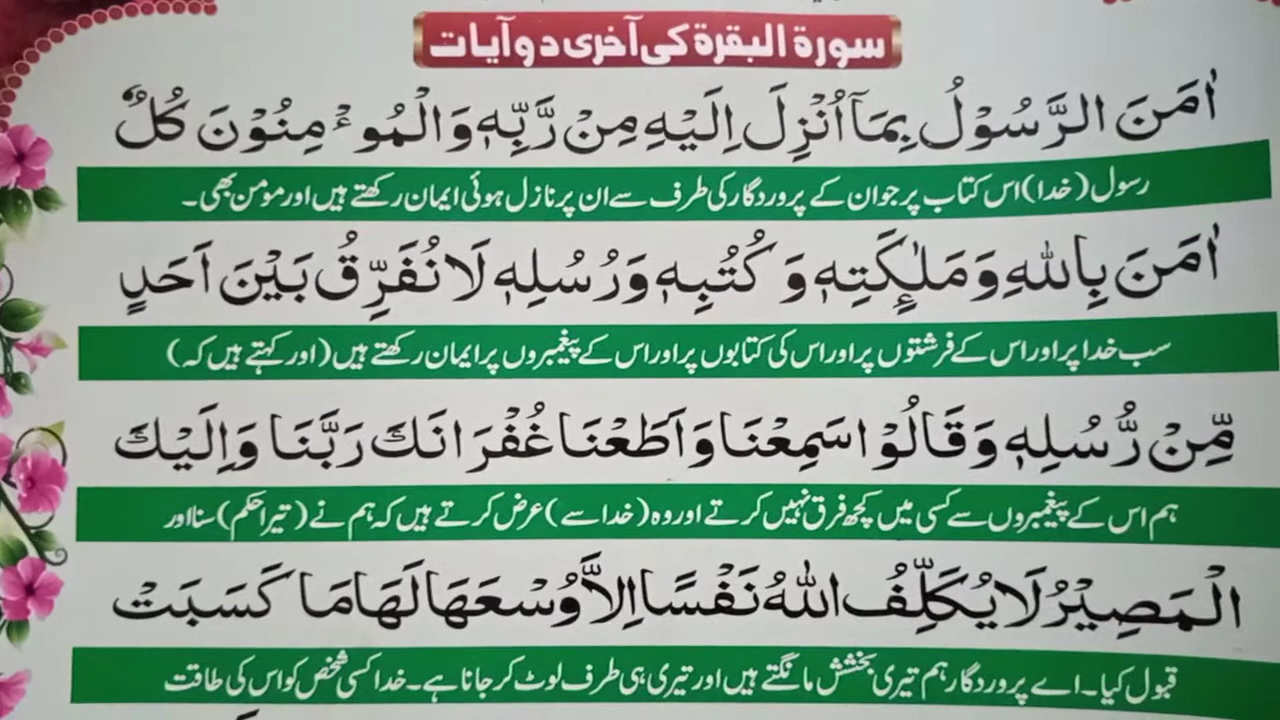 سورۃ البقرۃ کی آخری دو آیات
اٰمَنَ الرَّسُوْلُ بِمَآ اُنْزِلَ اِلَیْہِ مِنْ رَّبِّہٖ وَالْمُوءْمِنُوْنَ کُلٌّ
رسول (خدا) اس کتاب پر جو ان کے پروردگار کی طرف سے ان پر نازل ہوئی ایمان رکھتے ہیں اور مومن بھی۔
اٰمَنَ بِاللہِ وَمَلٰٓئِکَتِہٖ وَ کُتُبِہٖ وَرُسُلِہٖ لَا نُفَرِّقُ بَیْنَ اَحَدٍ
سب خدا پر اور اس کے فرشتوں پر اور اس کی کتابوں پر اور اس کے پیغمبروں پر ایمان رکھتے ہیں (اور کہتے ہیں کہ)
مِّنْ رُّسُلِہٖ وَقَالُوْا سَمِعْنَا وَاَطَعْنَا غُفْرَانَکَ رَبَّنَا وَاِلَیْکَ
ہم اس کے پیغمبروں سے کسی میں کچھ فرق نہیں کرتے اور وہ (خدا سے) عرض کرتے ہیں کہ ہم نے (تیرا حکم) سنا اور
الْمَصِیْرُ لَا یُکَلِّفُ اللہُ نَفْسًا اِلَّا وُسْعَھَا لَھَا مَا کَسَبَتْ
قبول کیا۔ اے پروردگار ہم تیری بخشش مانگتے ہیں اور تیری ہی طرف لوٹ کر جانا ہے۔ خدا کسی شخص کو اس کی طاقت